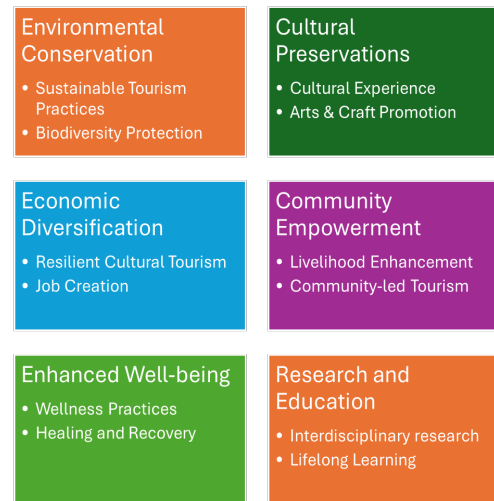 Environmental
Conservation
• Sustainable Tourism
Practices
• Biodiversity Protection
Cultural
Preservations
• Cultural Experience
• Arts & Craft Promotion
Economic
Diversification
• Resilient Cultural Tourism
• Job Creation
Community
Empowerment
• Livelihood Enhancement
• Community-led Tourism
Enhanced Well-being
• Wellness Practices
• Healing and Recovery
Research and
Education
• Interdisciplinary research
• Lifelong Learning